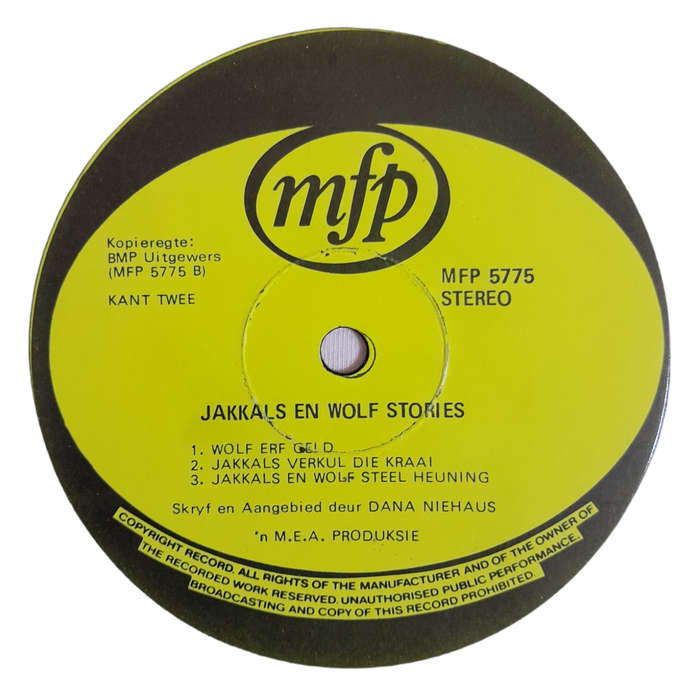 mfp
Kopieregte:
BMP Uitgewers
(MFP 5775 B)
KANT TWEE
MFP 5775
STEREO
JAKKALS EN WOLF STORIES
1. WOLF ERF GELD
2. JAKKALS VERKUL DIE KRAAI
3. JAKKALS EN WOLF STEEL HEUNING
Skryf en Aangebied deur DANA NIEHAUS
'n M.E.A. PRODUKSIE
COPYRIGHT RECORD. ALL RIGHTS OF THE MANUFACTURER AND OF THE OWNER OF
THE RECORDED WORK RESERVED. UNAUTHORISED PUBLIC PERFORMANCE,
BROADCASTING AND COPY OF THIS RECORD PROHIBITED.